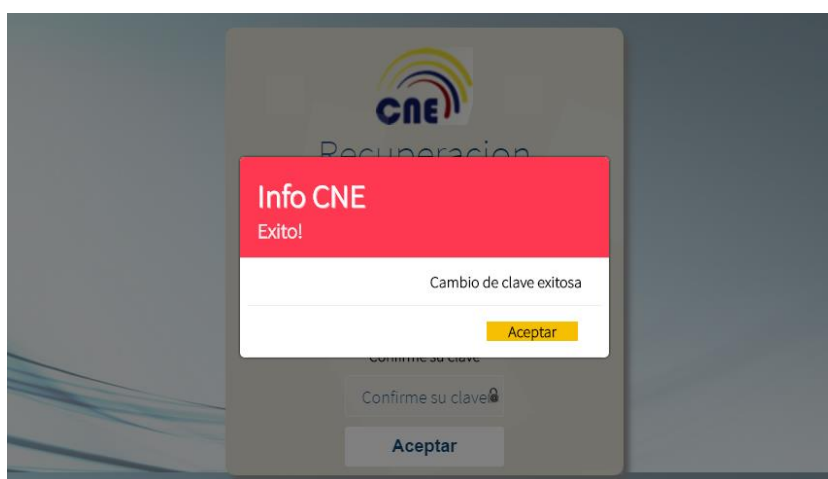 CNE
Recuperacion
Info CNE
Exito!
Cambio de clave exitosa
Aceptar
Confirme su clave
Confirme su clave
Aceptar